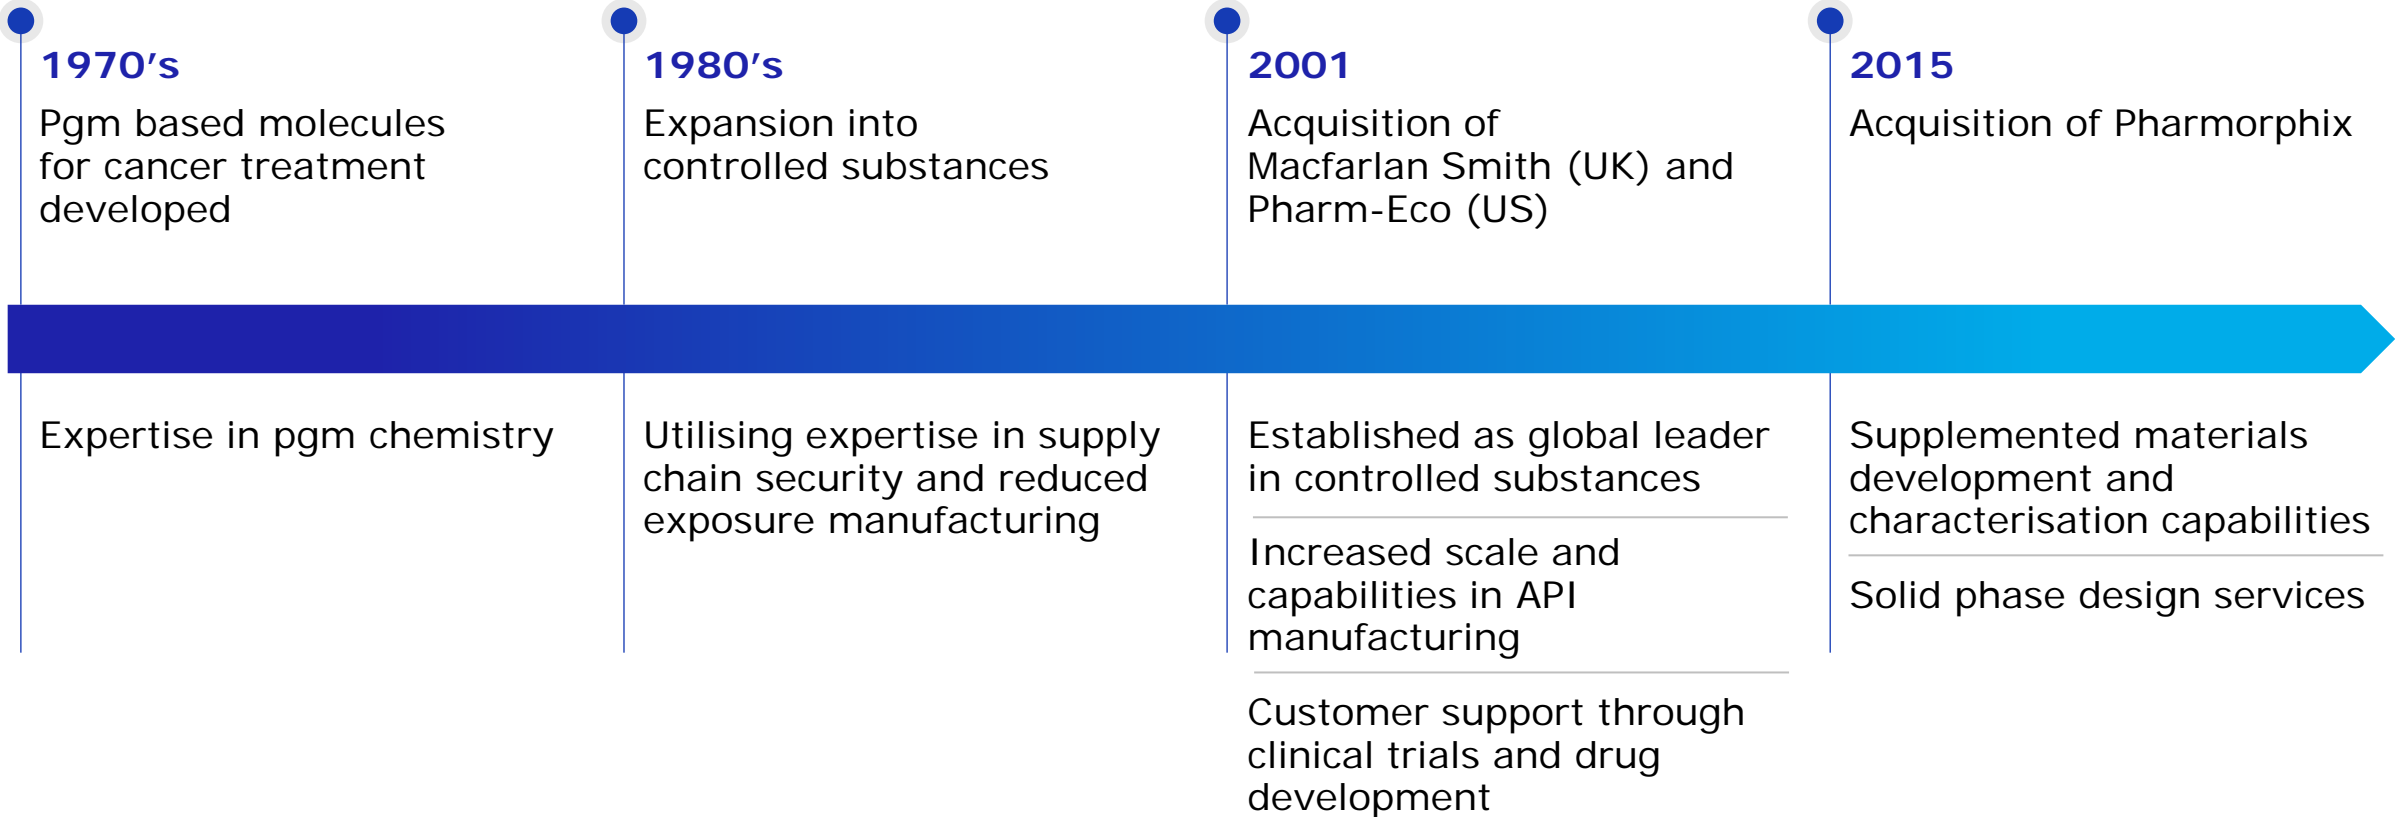 1970's
Pgm based molecules
for cancer treatment
developed
1980's
Expansion into
controlled substances
2001
Acquisition of
Macfarlan Smith (UK) and
Pharm-Eco (US)
2015
Acquisition of Pharmorphix
Expertise in pgm chemistry
Utilising expertise in supply
chain security and reduced
exposure manufacturing
Established as global leader
in controlled substances
Increased scale and
capabilities in API
manufacturing
Customer support through
clinical trials and drug
development
Supplemented materials
development and
characterisation capabilities
Solid phase design services